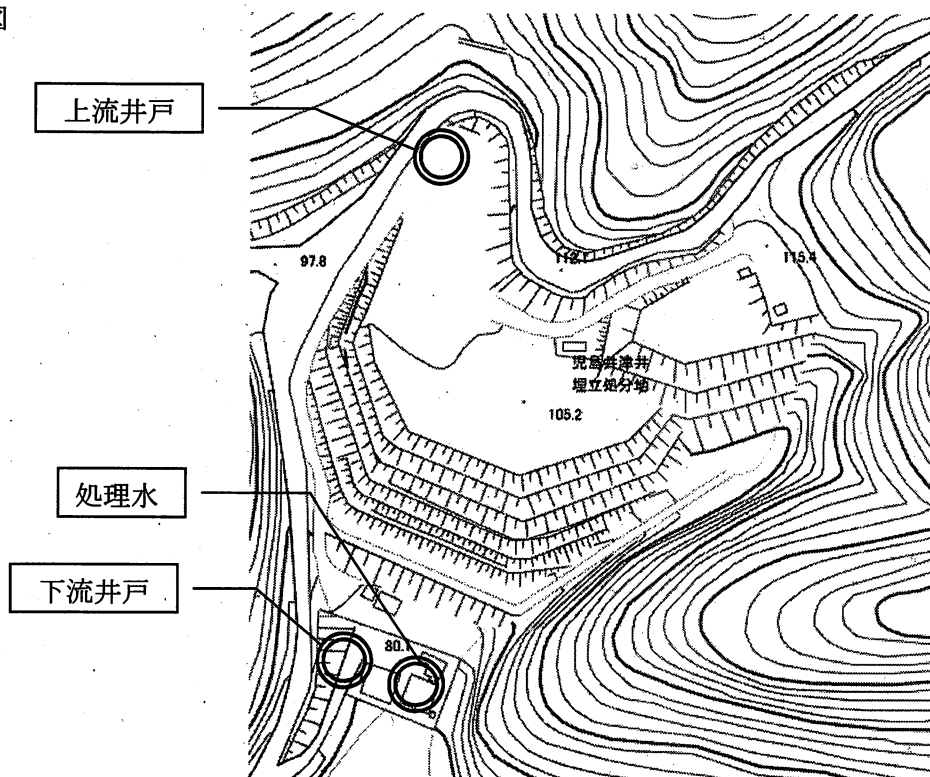 図
上流井戸
97.8
112.1
115.4
児島井津井
埋立処分地
105.2
処理水
下流井戸
80.1